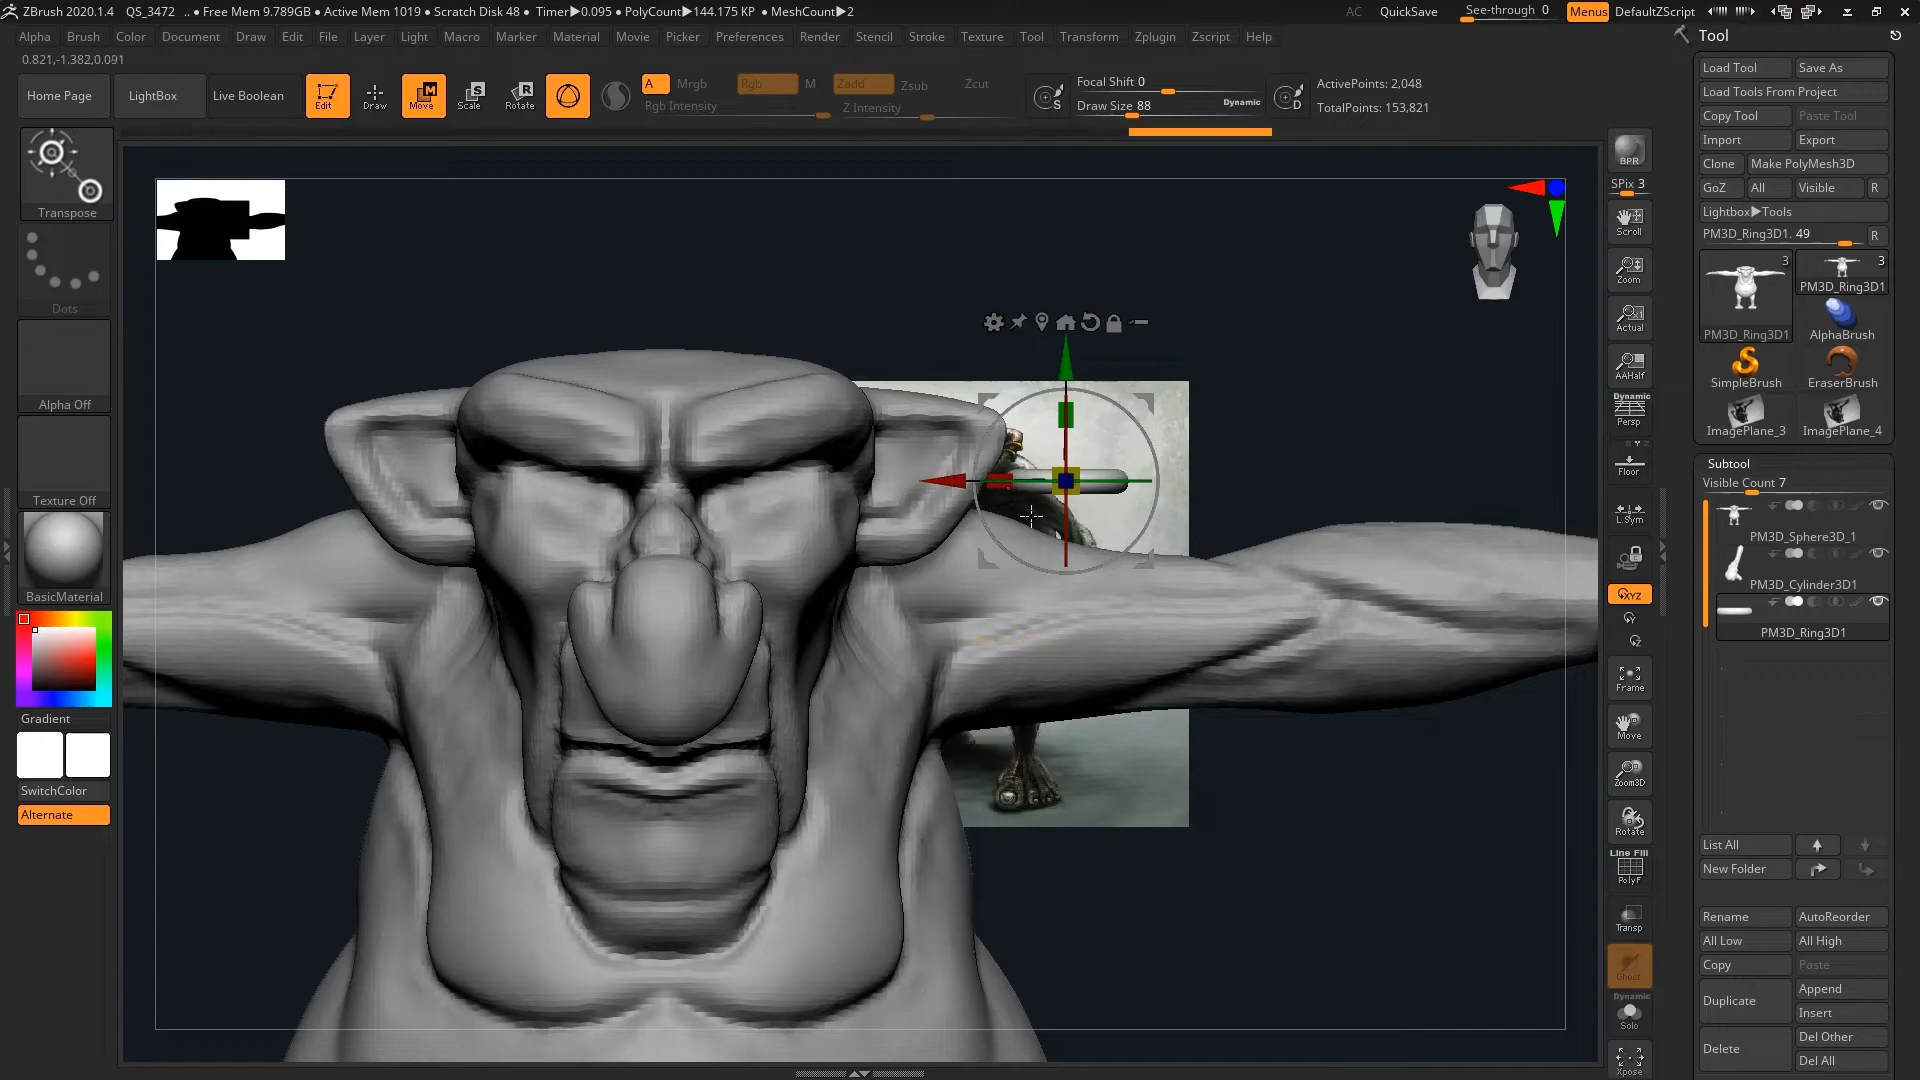 ZBrush 2020.1.4 QS_3472 .. ● Free Mem 9.789GB ● Active Mem 1019 ● Scratch Disk 48 ● Timer▶0.095 ● PolyCount▶144.175 KP ● MeshCount▶2 AC QuickSave See-through 0 Menus DefaultZScript
Alpha Brush Color Document Draw Edit File Layer Light Macro Marker Material Movie Picker Preferences Render Stencil Stroke Texture Tool Transform Zplugin Zscript Help
0.821,-1.382,0.091
Home Page LightBox Live Boolean Edit Draw Move Scale Rotate
A Mrgb Rgb M Zadd Zsub Zcut
Rgb Intensity Z Intensity
S Focal Shift 0
Draw Size 88 Dynamic D
ActivePoints: 2,048
TotalPoints: 153,821
Transpose
Dots
Alpha Off
Texture Off
BasicMaterial
Gradient
SwitchColor
Alternate
BPR
SPix 3
Scroll
Zoom
Actual
AAHalf
Dynamic
Persp
Floor
L.Sym
XYZ
Frame
Move
Zoom3D
Rotate
Line Fill
PolyF
Transp
Ghost
Dynamic
Solo
Xpose
Tool
Load Tool Save As
Load Tools From Project
Copy Tool Paste Tool
Import Export
Clone Make PolyMesh3D
GoZ All Visible R
Lightbox▶Tools
PM3D_Ring3D1. 49 R
3 3
PM3D_Ring3D1
PM3D_Ring3D1 AlphaBrush
SimpleBrush EraserBrush
ImagePlane_3 ImagePlane_4
Subtool
Visible Count 7
PM3D_Sphere3D_1
PM3D_Cylinder3D1
PM3D_Ring3D1
List All
New Folder
Rename AutoReorder
All Low All High
Copy Paste
Duplicate Append
Insert
Delete Del Other
Del All